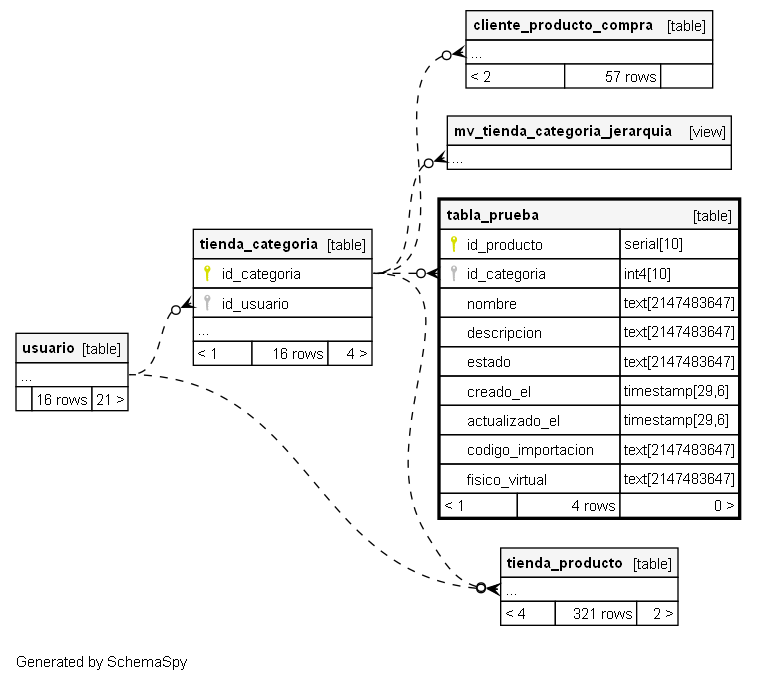 cliente_producto_compra [table]
...
< 2 57 rows
mv_tienda_categoria_jerarquia [view]
...
tabla_prueba [table]
id_producto serial[10]
id_categoria int4[10]
nombre text[2147483647]
descripcion text[2147483647]
estado text[2147483647]
creado_el timestamp[29,6]
actualizado_el timestamp[29,6]
codigo_importacion text[2147483647]
fisico_virtual text[2147483647]
< 1 4 rows 0 >
tienda_categoria [table]
id_categoria
id_usuario
...
< 1 16 rows 4 >
usuario [table]
...
16 rows 21 >
tienda_producto [table]
...
< 4 321 rows 2 >
Generated by SchemaSpy